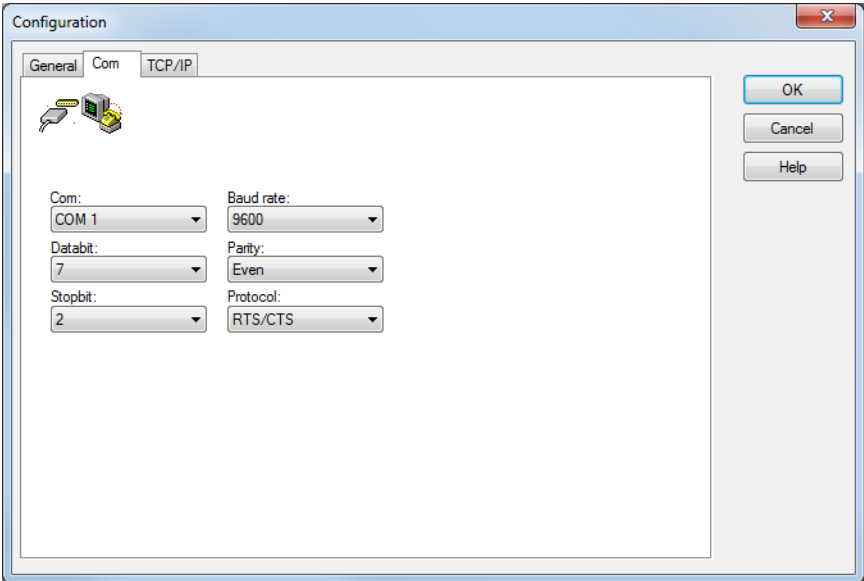 Configuration
General Com TCP/IP
OK
Cancel
Help
Com: Baud rate:
COM 1 9600
Databit: Parity:
7 Even
Stopbit: Protocol:
2 RTS/CTS